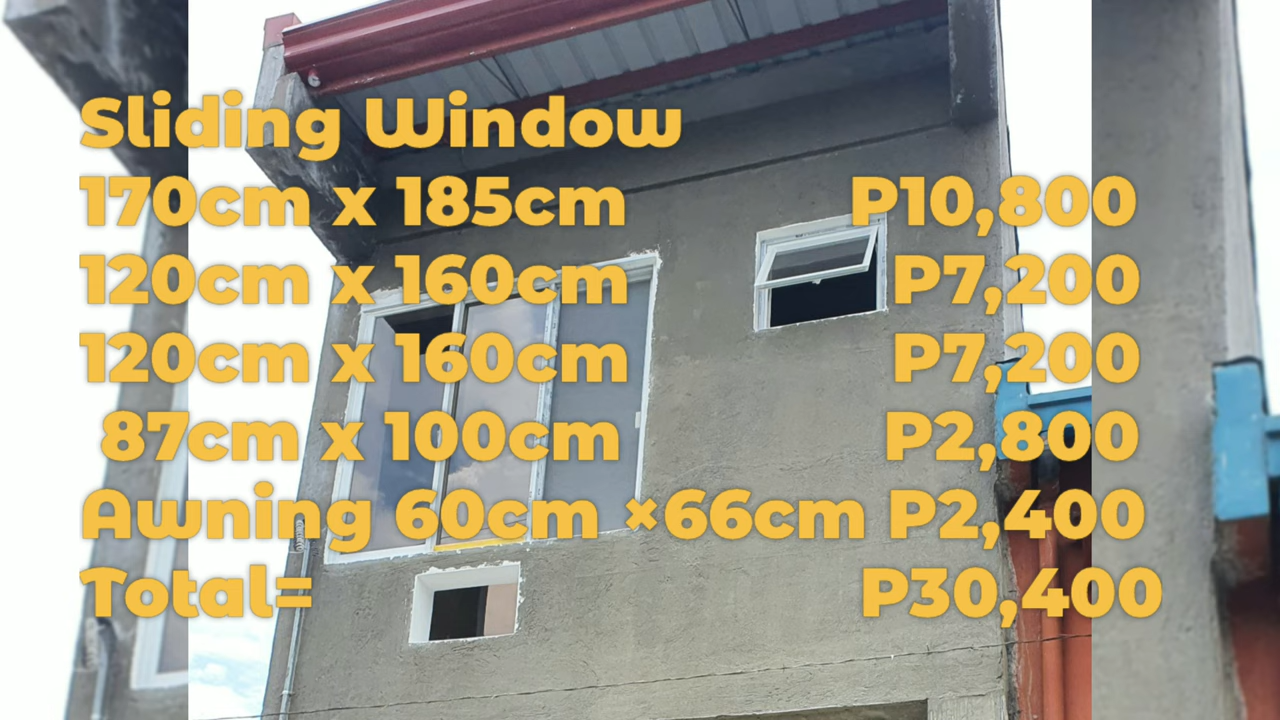 Sliding Window
170cm x 185cm P10,800
120cm x 160cm P7,200
120cm x 160cm P7,200
87cm x 100cm P2,800
Awning 60cm ×66cm P2,400
Total= P30,400